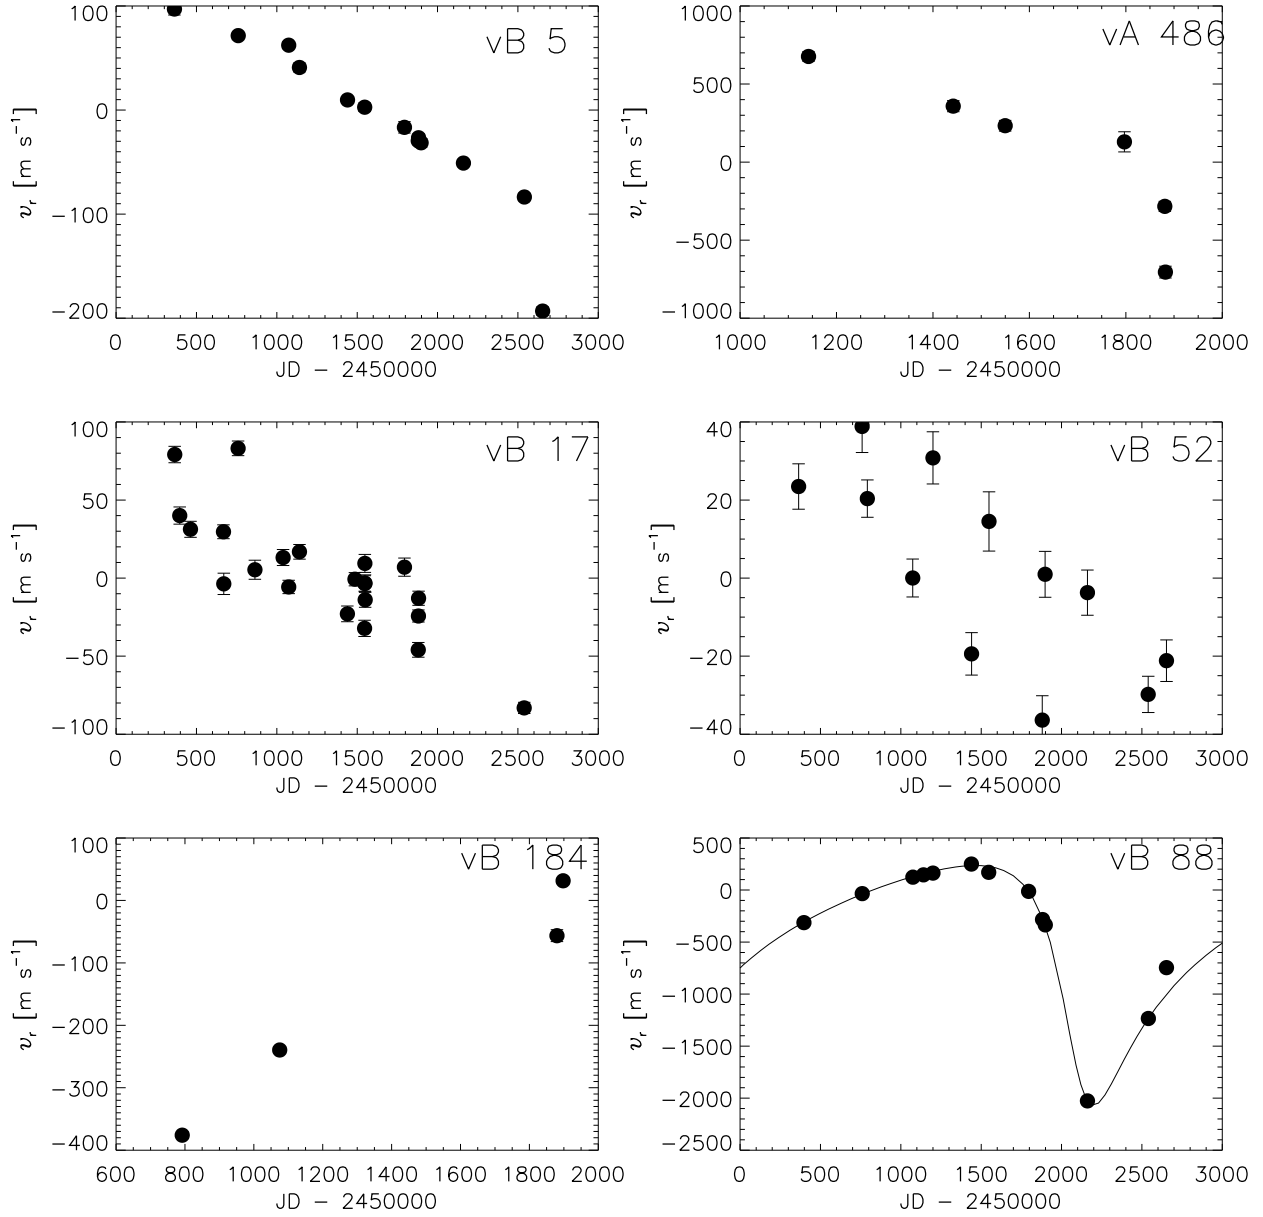 vB 5
100
0
−100
−200
v_r [m s⁻¹]
0 500 1000 1500 2000 2500 3000
JD − 2450000
vA 486
1000
500
0
−500
−1000
v_r [m s⁻¹]
1000 1200 1400 1600 1800 2000
JD − 2450000
vB 17
100
50
0
−50
−100
v_r [m s⁻¹]
0 500 1000 1500 2000 2500 3000
JD − 2450000
vB 52
40
20
0
−20
−40
v_r [m s⁻¹]
0 500 1000 1500 2000 2500 3000
JD − 2450000
vB 184
100
0
−100
−200
−300
−400
v_r [m s⁻¹]
600 800 1000 1200 1400 1600 1800 2000
JD − 2450000
vB 88
500
0
−500
−1000
−1500
−2000
−2500
v_r [m s⁻¹]
0 500 1000 1500 2000 2500 3000
JD − 2450000